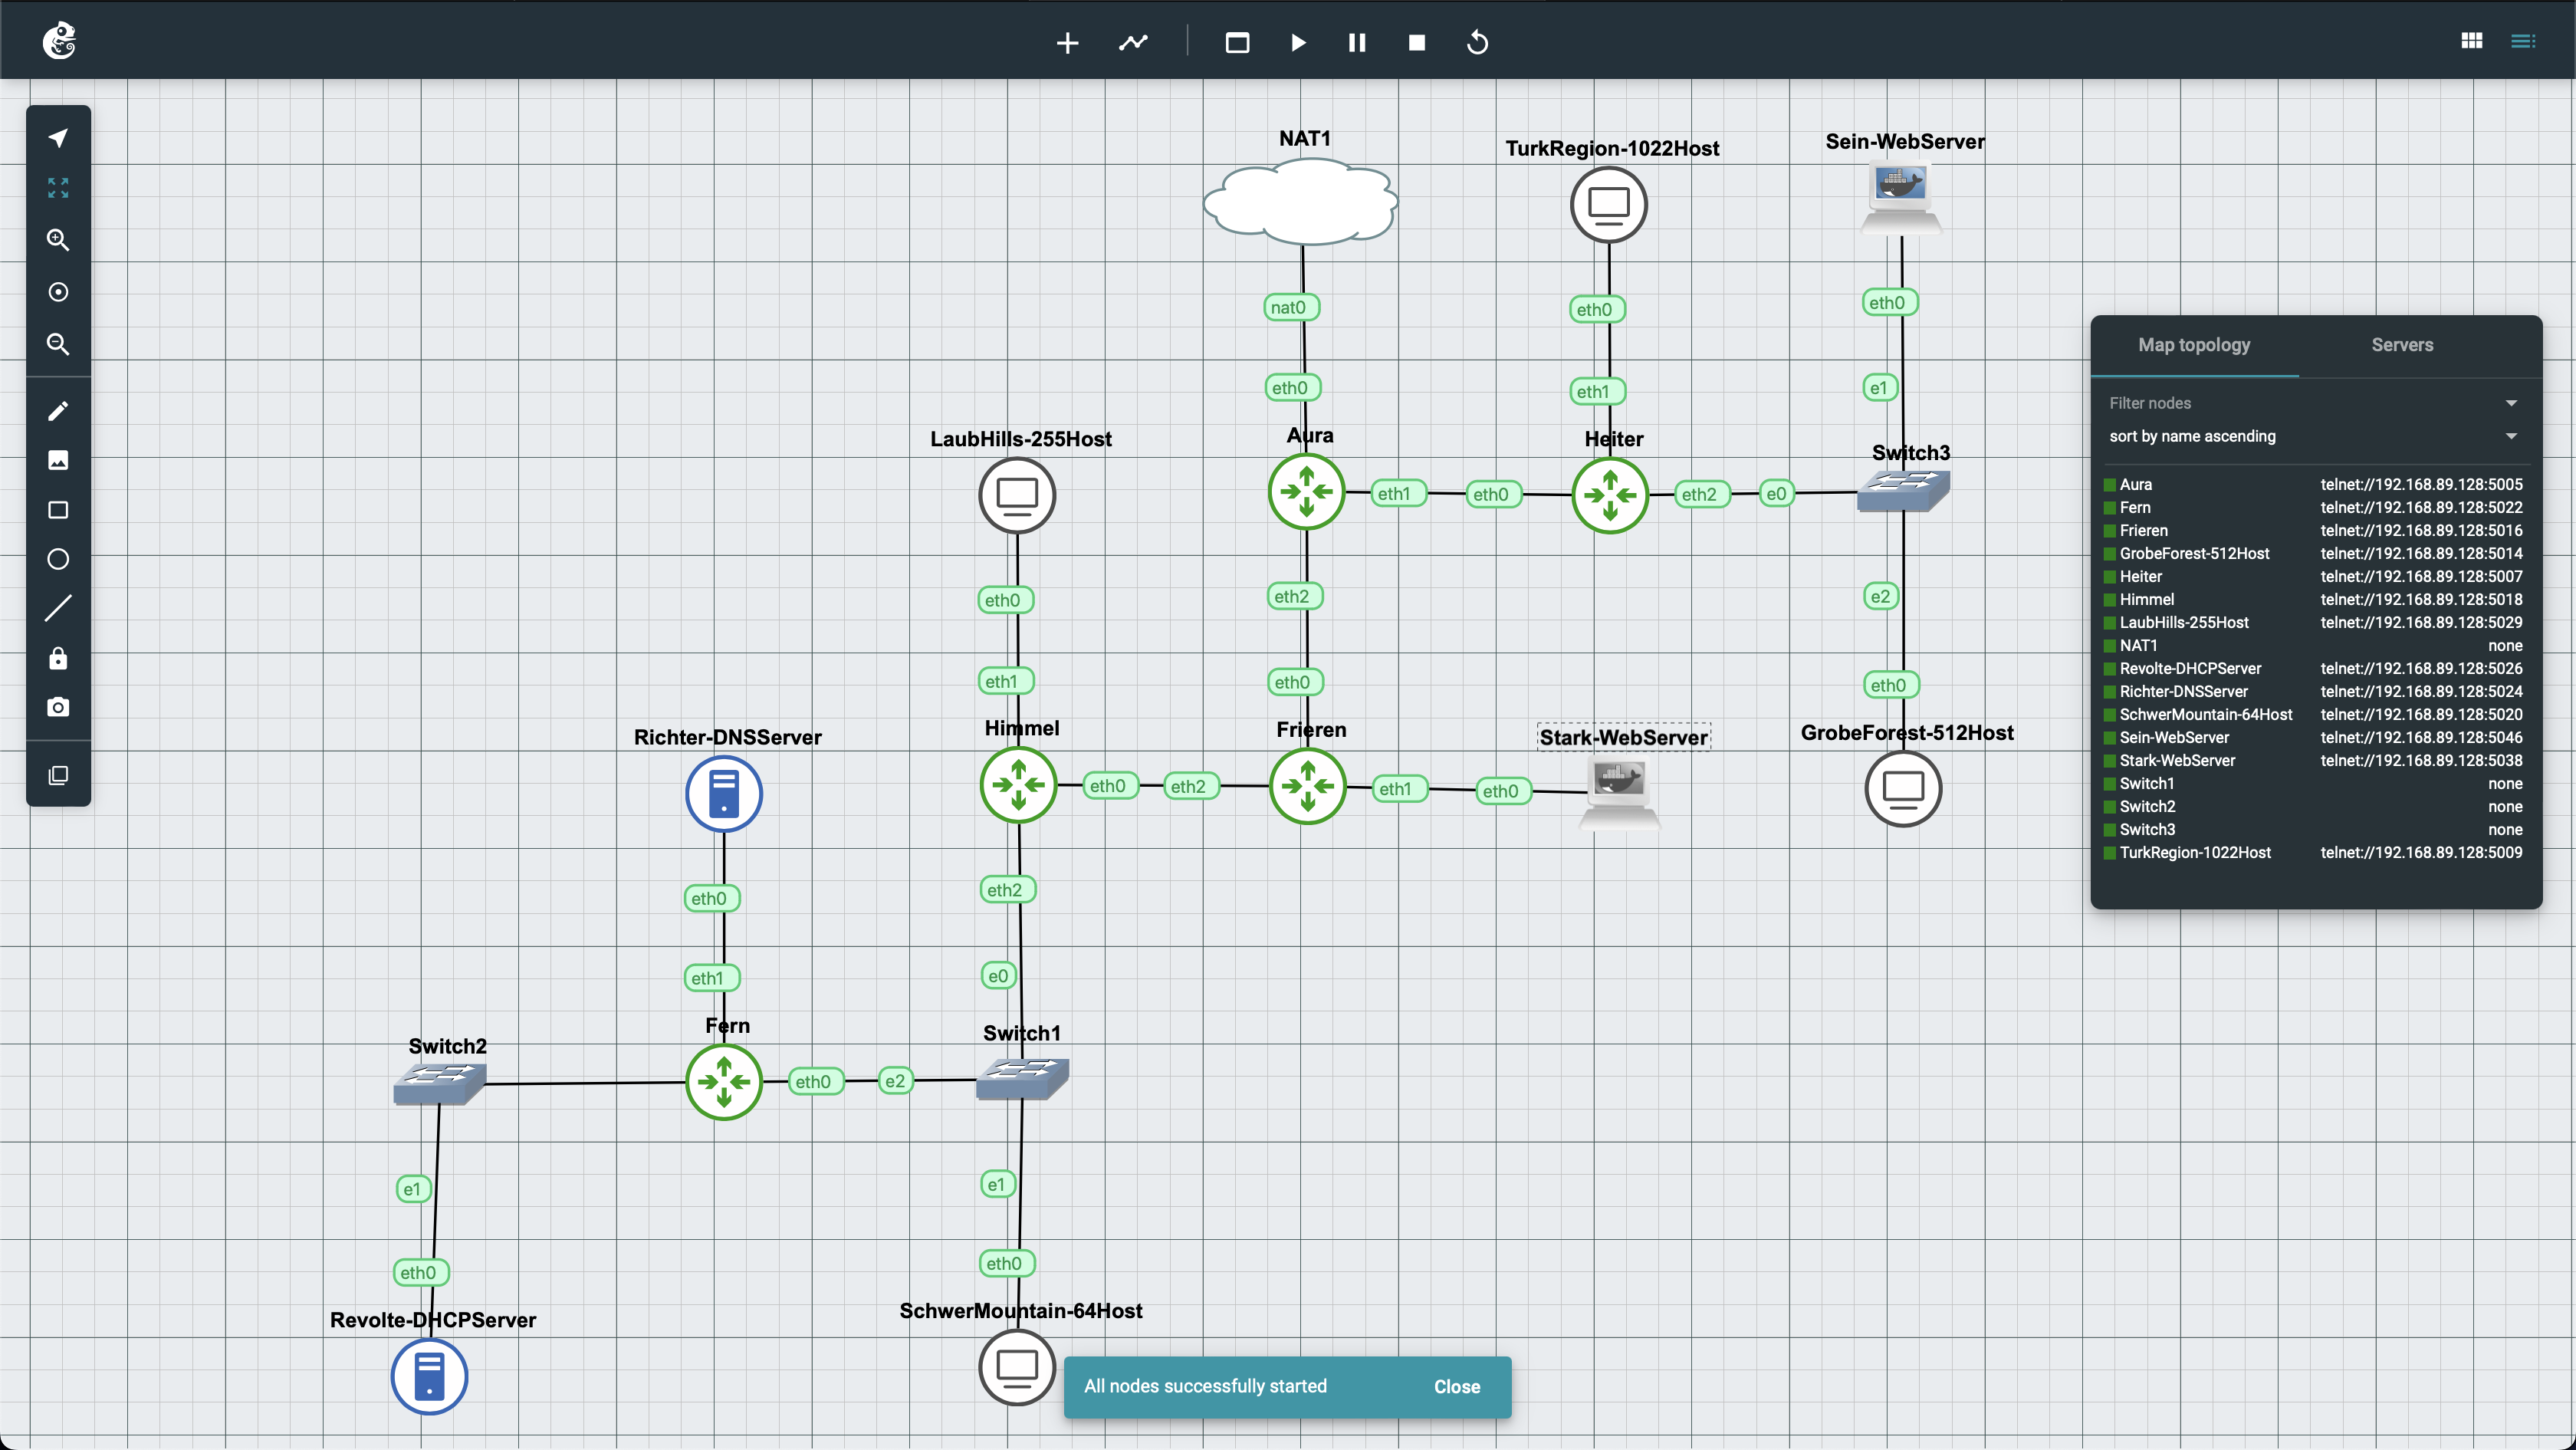 NAT1
TurkRegion-1022Host
Sein-WebServer
nat0
eth0
eth0
eth0
eth1
e1
LaubHills-255Host
Aura
Heiter
Switch3
eth1
eth0
eth2
e0
eth0
eth2
e2
eth1
eth0
eth0
Richter-DNSServer
Himmel
Frieren
Stark-WebServer
GrobeForest-512Host
eth0
eth2
eth1
eth0
eth0
eth2
eth1
e0
Switch2
Fern
Switch1
eth0
e2
e1
e1
eth0
eth0
Revolte-DHCPServer
SchwerMountain-64Host
All nodes successfully started
Close
Map topology
Servers
Filter nodes
sort by name ascending
Aura telnet://192.168.89.128:5005
Fern telnet://192.168.89.128:5022
Frieren telnet://192.168.89.128:5016
GrobeForest-512Host telnet://192.168.89.128:5014
Heiter telnet://192.168.89.128:5007
Himmel telnet://192.168.89.128:5018
LaubHills-255Host telnet://192.168.89.128:5029
NAT1 none
Revolte-DHCPServer telnet://192.168.89.128:5026
Richter-DNSServer telnet://192.168.89.128:5024
SchwerMountain-64Host telnet://192.168.89.128:5020
Sein-WebServer telnet://192.168.89.128:5046
Stark-WebServer telnet://192.168.89.128:5038
Switch1 none
Switch2 none
Switch3 none
TurkRegion-1022Host telnet://192.168.89.128:5009